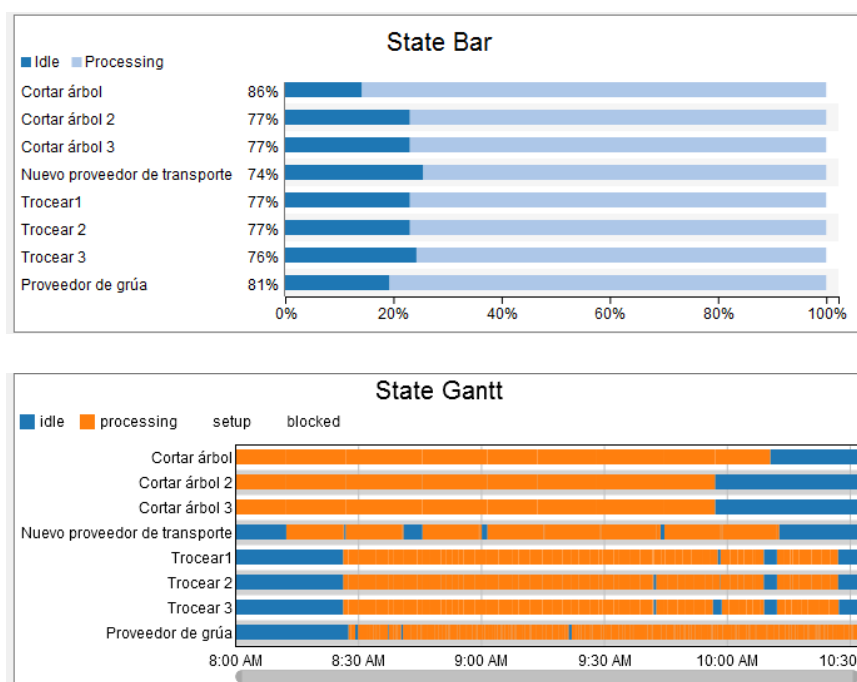 State Bar
Idle Processing
Cortar árbol 86%
Cortar árbol 2 77%
Cortar árbol 3 77%
Nuevo proveedor de transporte 74%
Trocear1 77%
Trocear 2 77%
Trocear 3 76%
Proveedor de grúa 81%
0% 20% 40% 60% 80% 100%
State Gantt
idle processing setup blocked
Cortar árbol
Cortar árbol 2
Cortar árbol 3
Nuevo proveedor de transporte
Trocear1
Trocear 2
Trocear 3
Proveedor de grúa
8:00 AM 8:30 AM 9:00 AM 9:30 AM 10:00 AM 10:30